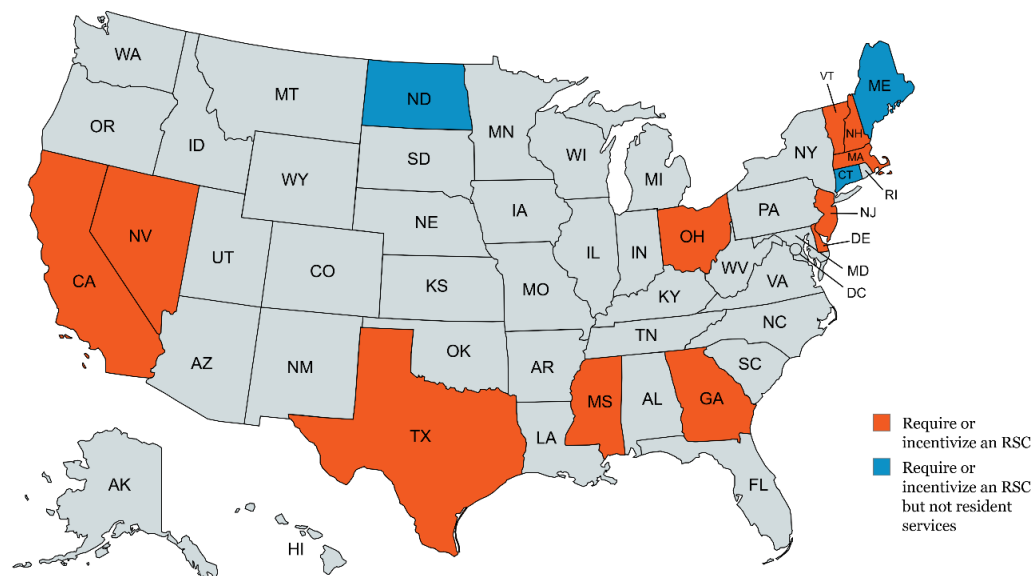 WA
MT
ND
MN
VT
ME
OR
ID
SD
WI
MI
NY
NH
MA
CT
RI
WY
NE
IA
PA
NJ
NV
UT
CO
IL
IN
OH
DE
CA
KS
MO
WV
VA
MD
DC
KY
AZ
NM
OK
AR
TN
NC
SC
TX
LA
MS
AL
GA
FL
AK
HI
Require or
incentivize an RSC
Require or
incentivize an RSC
but not resident
services